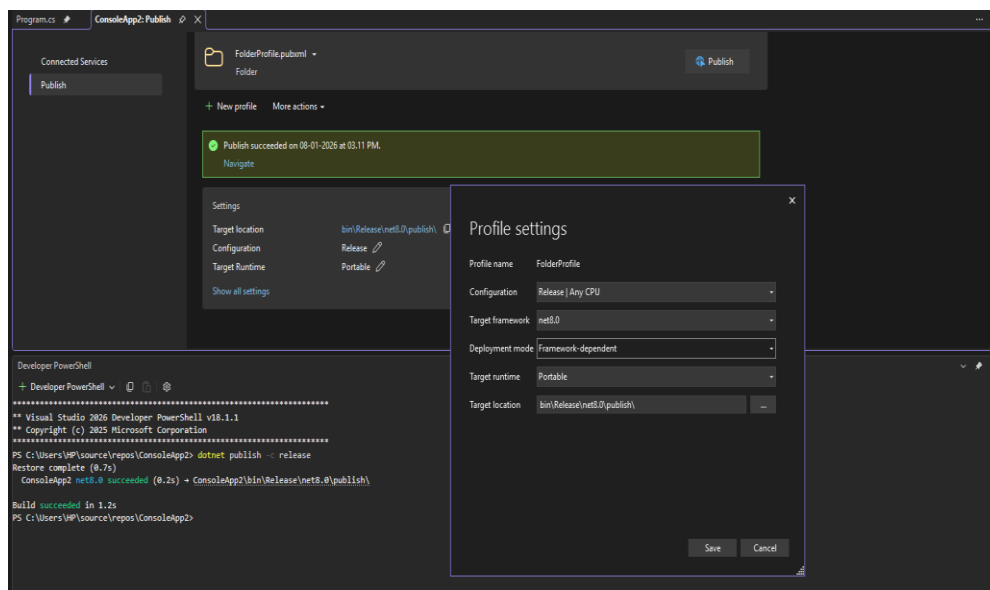 Program.cs
ConsoleApp2: Publish
Connected Services
Publish
FolderProfile.pubxml
Folder
Publish
New profile More actions
Publish succeeded on 08-01-2026 at 03.11 PM.
Navigate
Settings
Target location bin\Release\net8.0\publish\
Configuration Release
Target Runtime Portable
Show all settings
Profile settings
Profile name FolderProfile
Configuration Release | Any CPU
Target framework net8.0
Deployment mode Framework-dependent
Target runtime Portable
Target location bin\Release\net8.0\publish\ ...
Save Cancel
Developer PowerShell
+ Developer PowerShell
**********************************************************************
** Visual Studio 2026 Developer PowerShell v18.1.1
** Copyright (c) 2025 Microsoft Corporation
**********************************************************************
PS C:\Users\HP\source\repos\ConsoleApp2> dotnet publish -c release
Restore complete (0.7s)
ConsoleApp2 net8.0 succeeded (0.2s) → ConsoleApp2\bin\Release\net8.0\publish\
Build succeeded in 1.2s
PS C:\Users\HP\source\repos\ConsoleApp2>